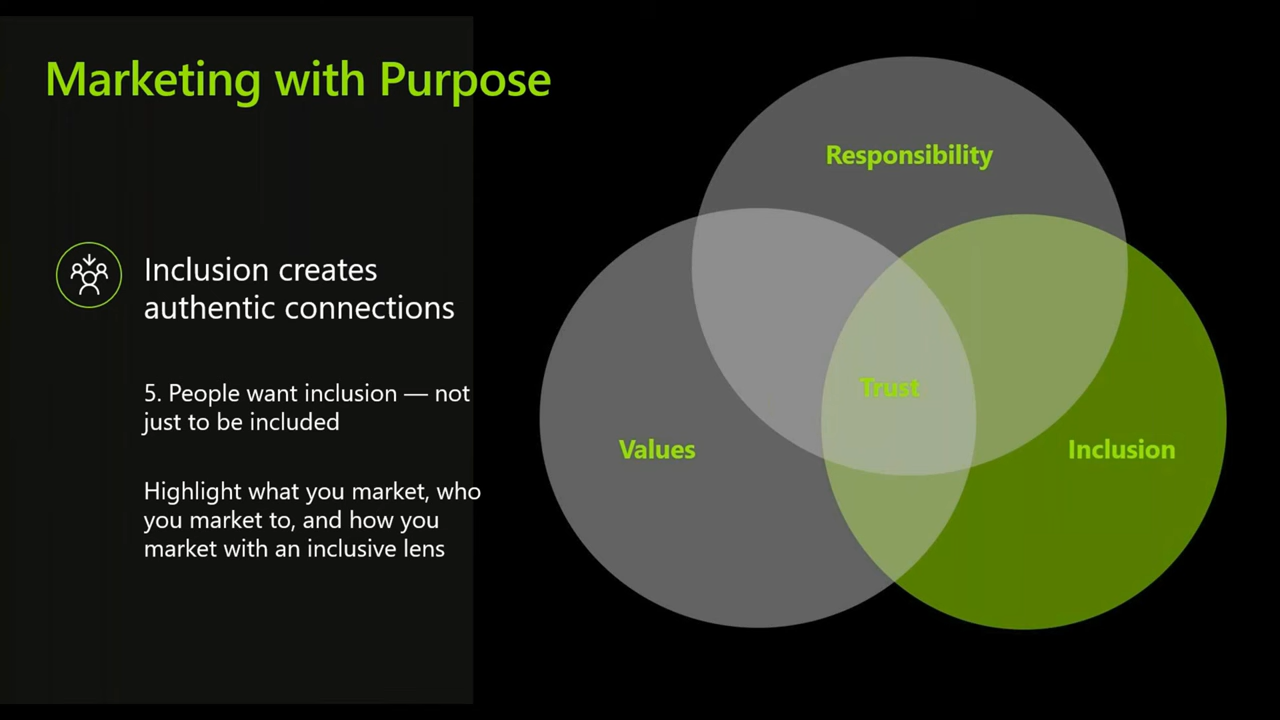 Marketing with Purpose
Inclusion creates
authentic connections
5. People want inclusion — not
just to be included
Highlight what you market, who
you market to, and how you
market with an inclusive lens
Responsibility
Trust
Values
Inclusion